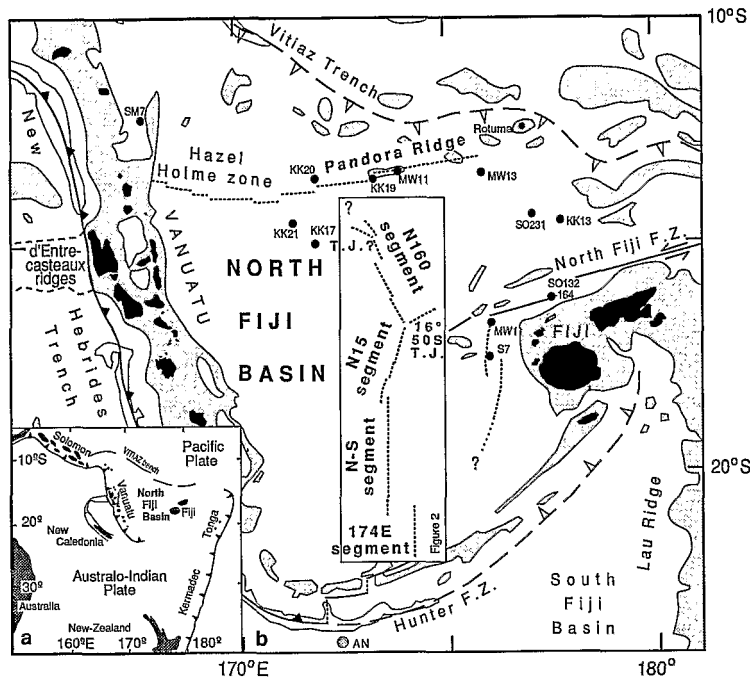 10°S
Vitiaz Trench
New
SM7
Rotuma
Hazel
Holme zone
Pandora Ridge
KK20
KK19
MW11
MW13
SO231
KK13
KK21
KK17
?
T.J.?
N160
segment
VANUATU
d'Entre-
casteaux
ridges
NORTH
FIJI
BASIN
North Fiji F.Z.
SO132
164
MW1
S7
FIJI
16°
50S
T.J.
N15
segment
Hebrides
Trench
N-S
segment
?
20°S
174E
segment
Figure 2
Lau Ridge
Hunter F.Z.
South
Fiji
Basin
AN
170°E
180°
b
Solomon
VITIAZ trench
Pacific
Plate
10°S
Vanuatu
North
Fiji
Basin
Fiji
20°
New
Caledonia
Tonga
Australo-Indian
Plate
Kermadec
30°
Australia
New-Zealand
a
160°E
170°
180°